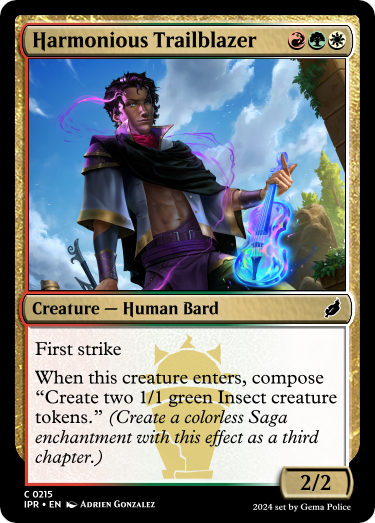 Harmonious Trailblazer
First strike
Creature — Human Bard
When this creature enters, compose
“Create two 1/1 green Insect creature
tokens.” (Create a colorless Saga
enchantment with this effect as a third
chapter.)
2/2
C 0215
IPR • EN Adrien Gonzalez
2024 set by Gema Police